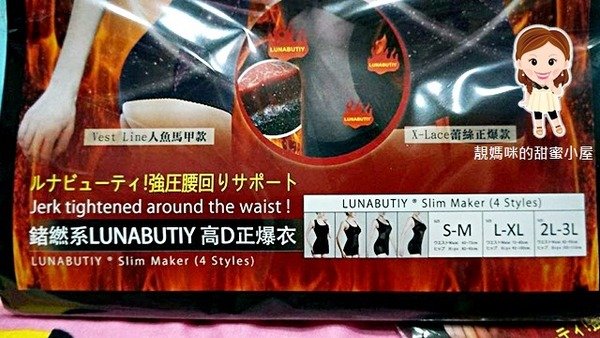 LUNABUTIY
LUNABUTIY
LUNABUTIY
Vest Line人魚馬甲款
X-Lace蕾絲正爆款
靚媽咪的甜蜜小屋
ルナビューティ!強圧腰回りサポート
Jerk tightened around the waist !
鍺繎系LUNABUTIY 高D正爆衣
LUNABUTIY ® Slim Maker (4 Styles)
LUNABUTIY ® Slim Maker (4 Styles)
S-M
L-XL
2L-3L